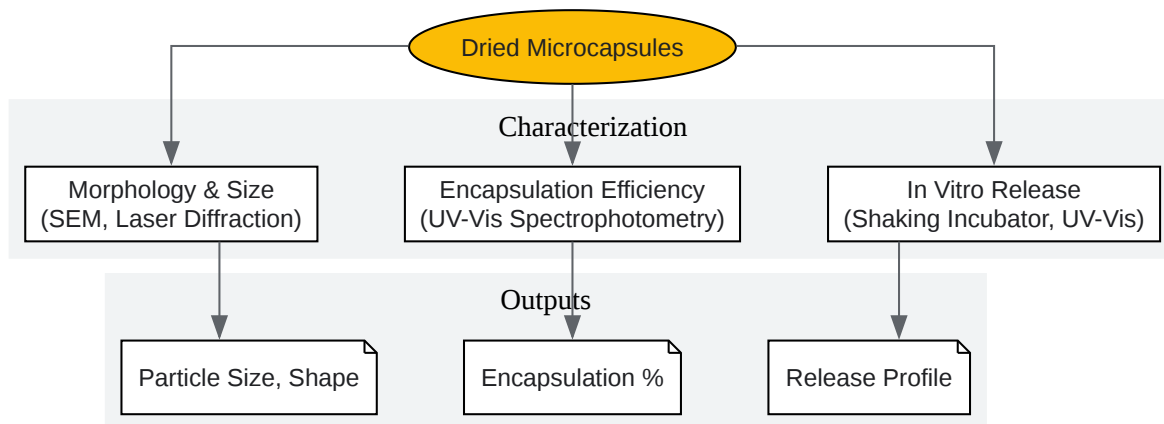 Dried Microcapsules
Characterization
Morphology & Size
(SEM, Laser Diffraction)
Encapsulation Efficiency
(UV-Vis Spectrophotometry)
In Vitro Release
(Shaking Incubator, UV-Vis)
Outputs
Particle Size, Shape
Encapsulation %
Release Profile